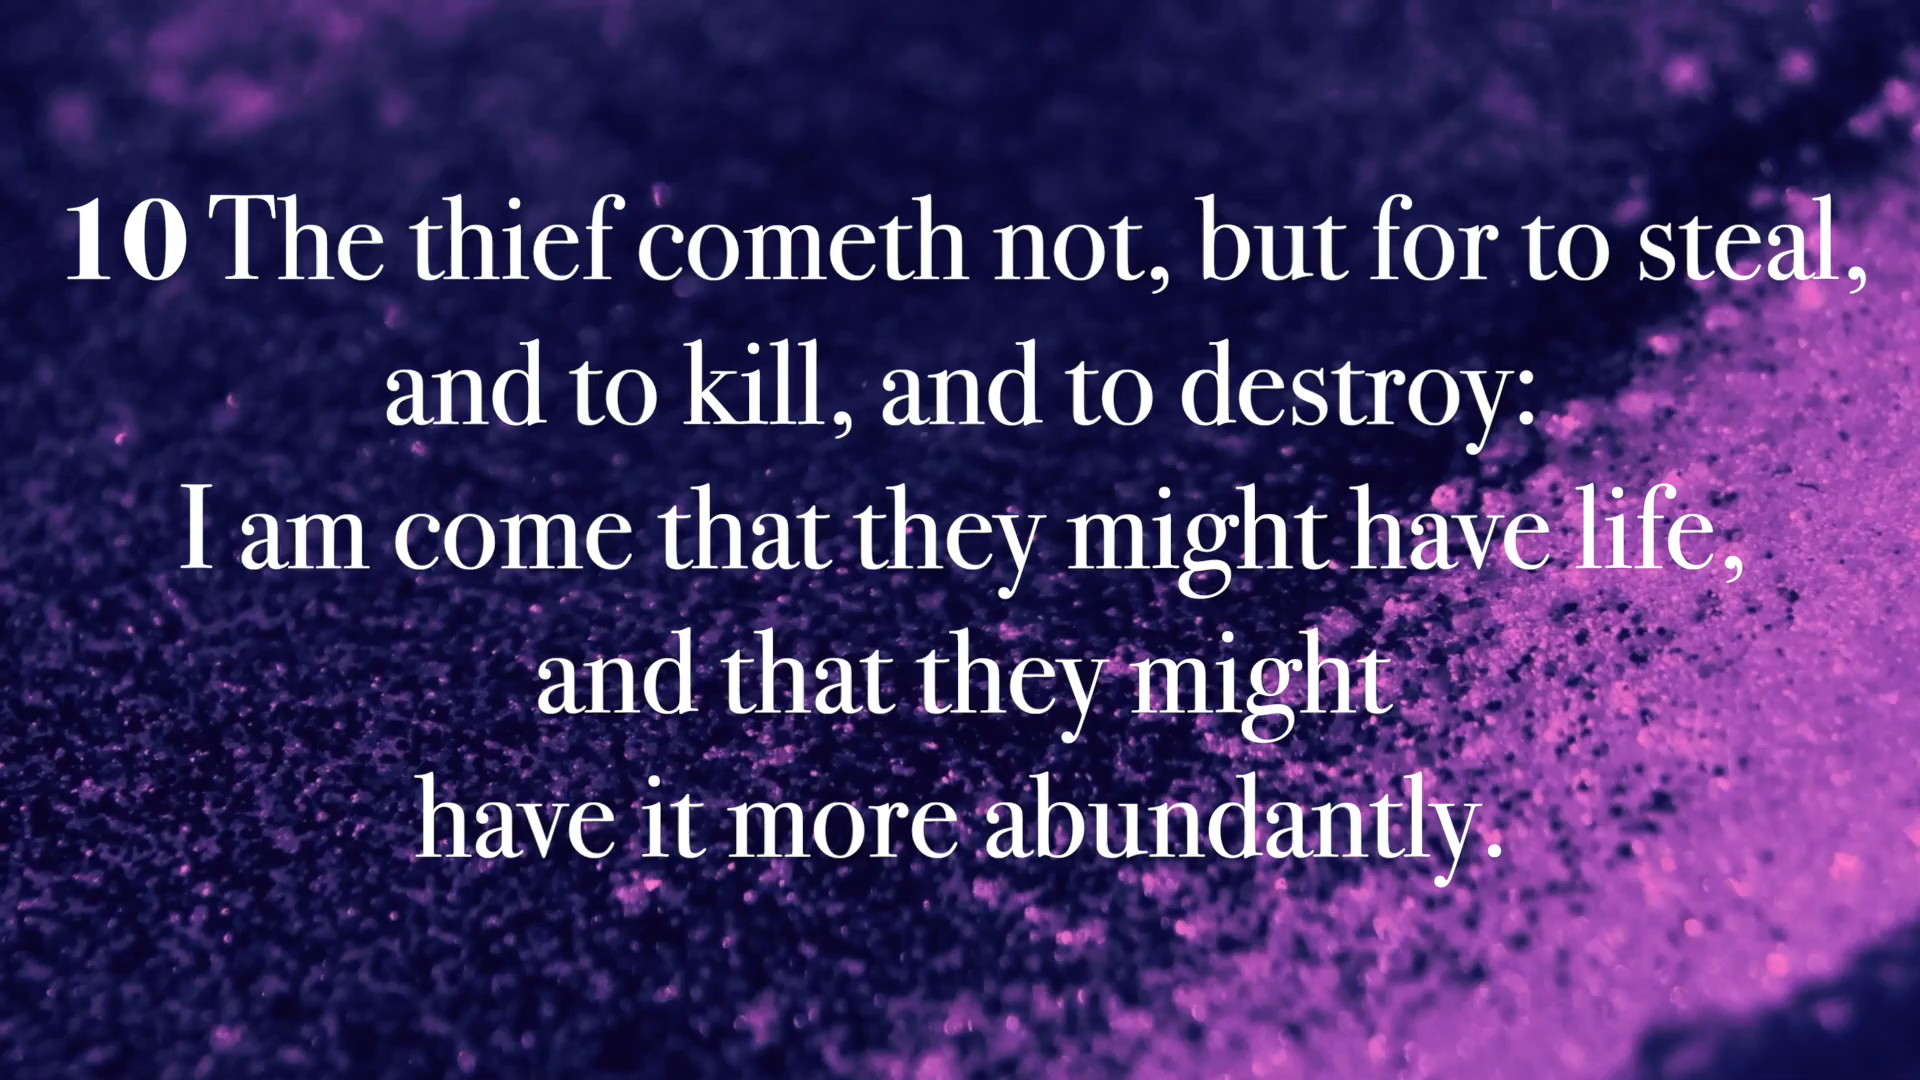 10 The thief cometh not, but for to steal,
and to kill, and to destroy:
I am come that they might have life,
and that they might
have it more abundantly.